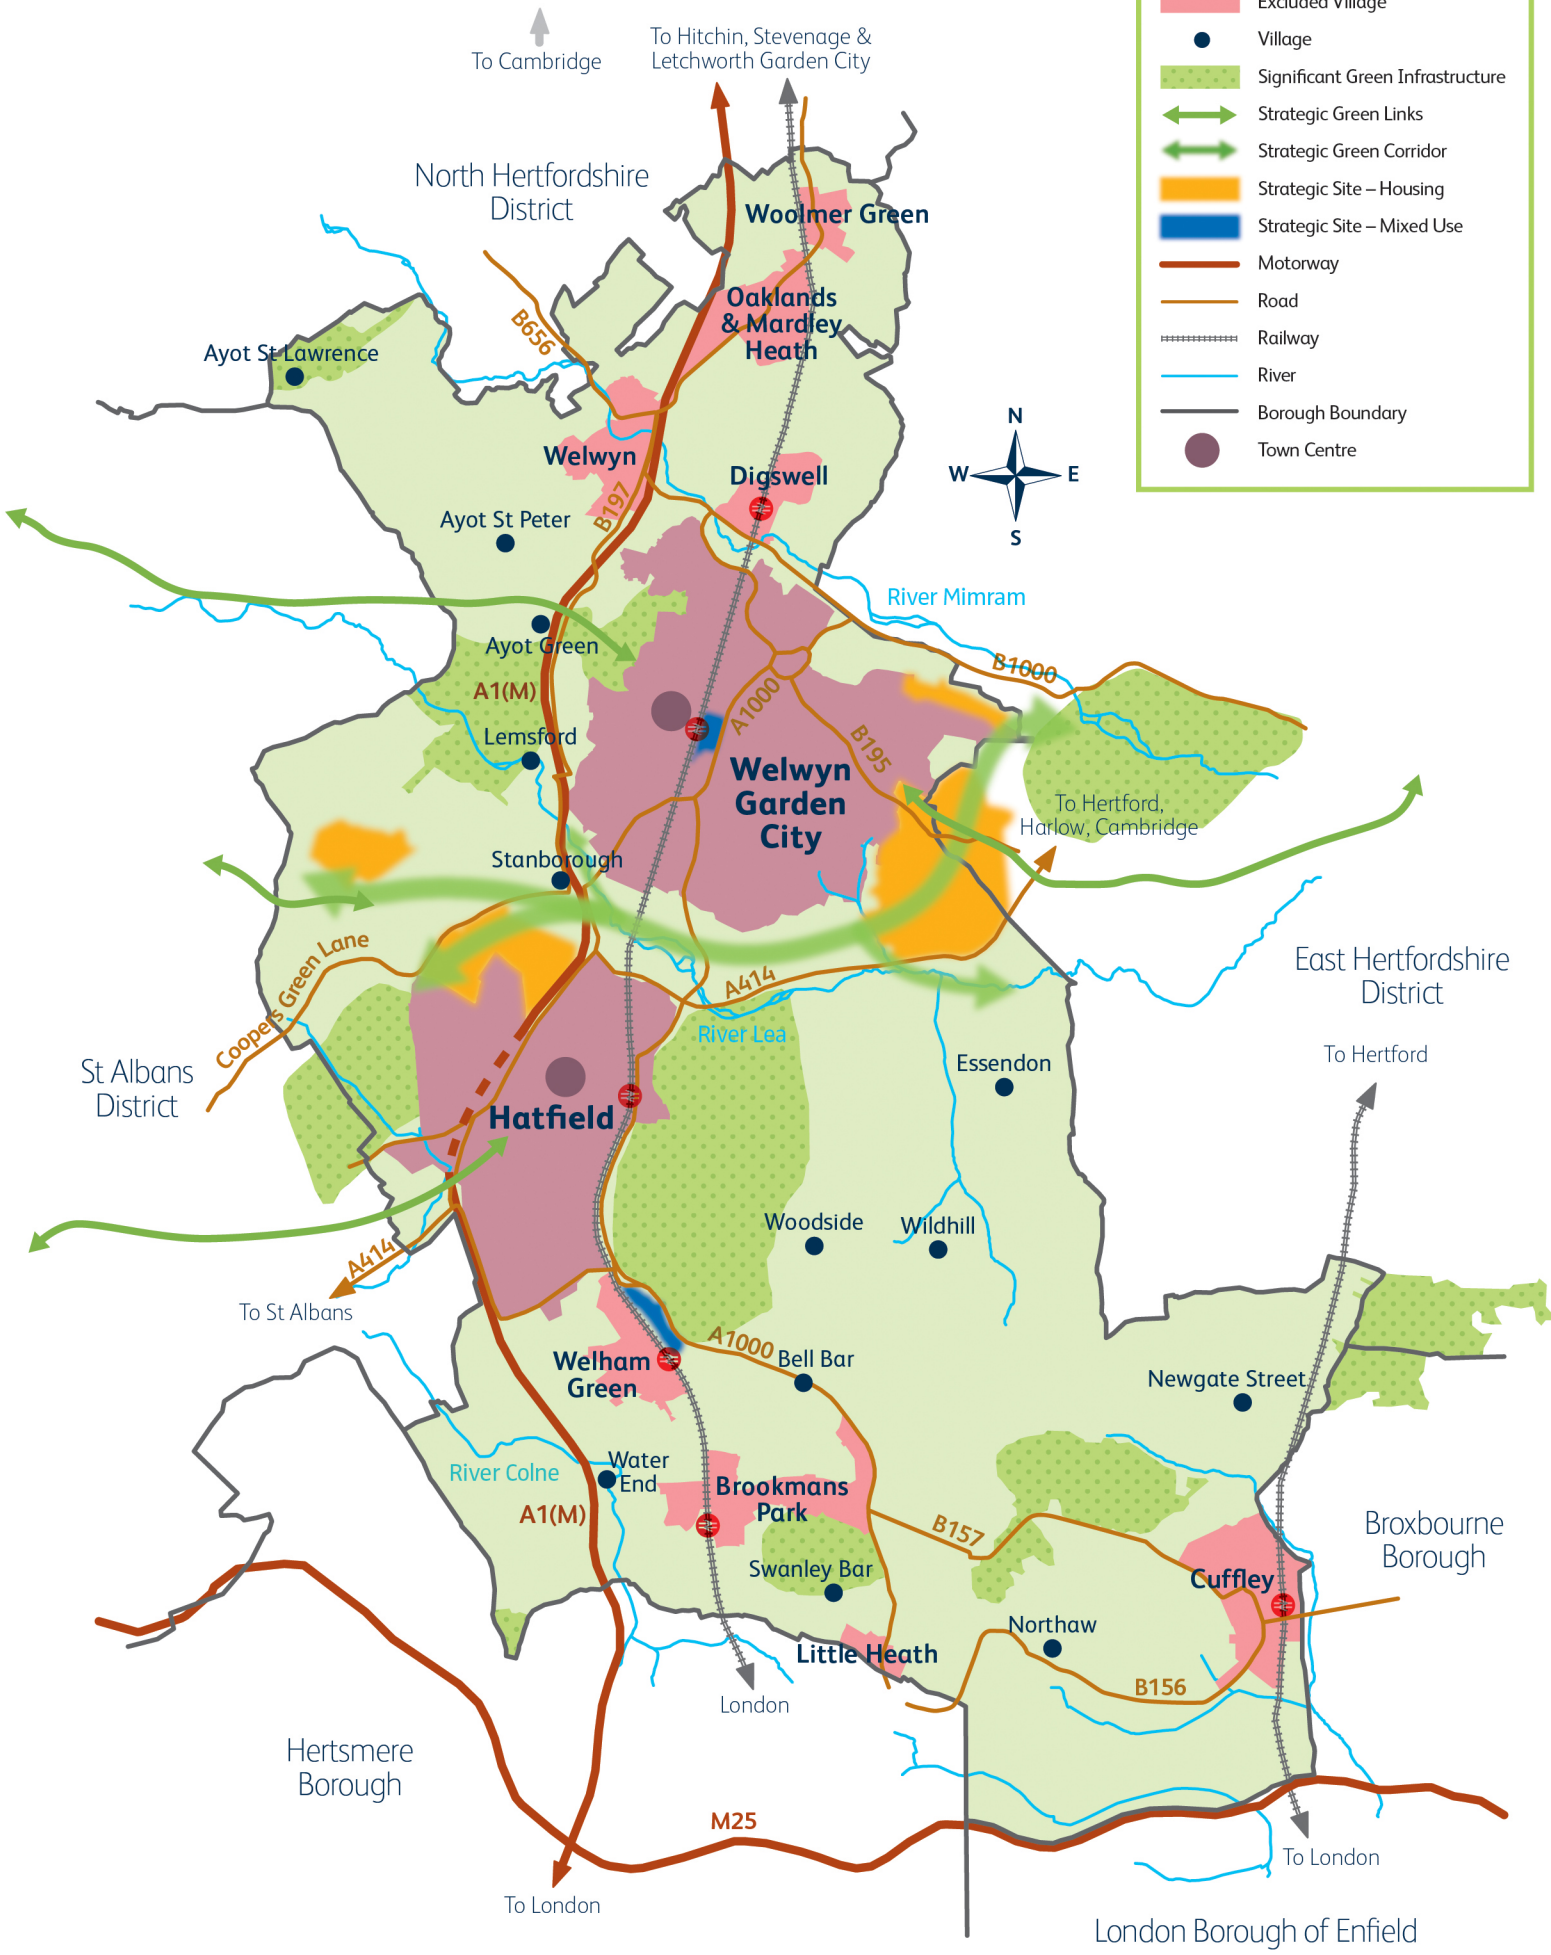 Excluded Village
Village
Significant Green Infrastructure
Strategic Green Links
Strategic Green Corridor
Strategic Site – Housing
Strategic Site – Mixed Use
Motorway
Road
Railway
River
Borough Boundary
Town Centre
To Cambridge
To Hitchin, Stevenage &
Letchworth Garden City
North Hertfordshire
District
Woolmer Green
Oaklands
& Mardley
Heath
B656
Ayot St Lawrence
N
W
E
S
Welwyn
Digswell
B197
Ayot St Peter
River Mimram
Ayot Green
B1000
A1(M)
A1000
Lemsford
B195
Welwyn
Garden
City
To Hertford,
Harlow, Cambridge
Stanborough
Coopers Green Lane
A414
East Hertfordshire
District
River Lea
St Albans
District
Essendon
To Hertford
Hatfield
Woodside
Wildhill
A414
To St Albans
A1000
Welham
Green
Bell Bar
Newgate Street
River Colne
Water
End
Brookmans
Park
A1(M)
B157
Broxbourne
Borough
Swanley Bar
Cuffley
Northaw
Little Heath
B156
London
Hertsmere
Borough
M25
To London
To London
London Borough of Enfield